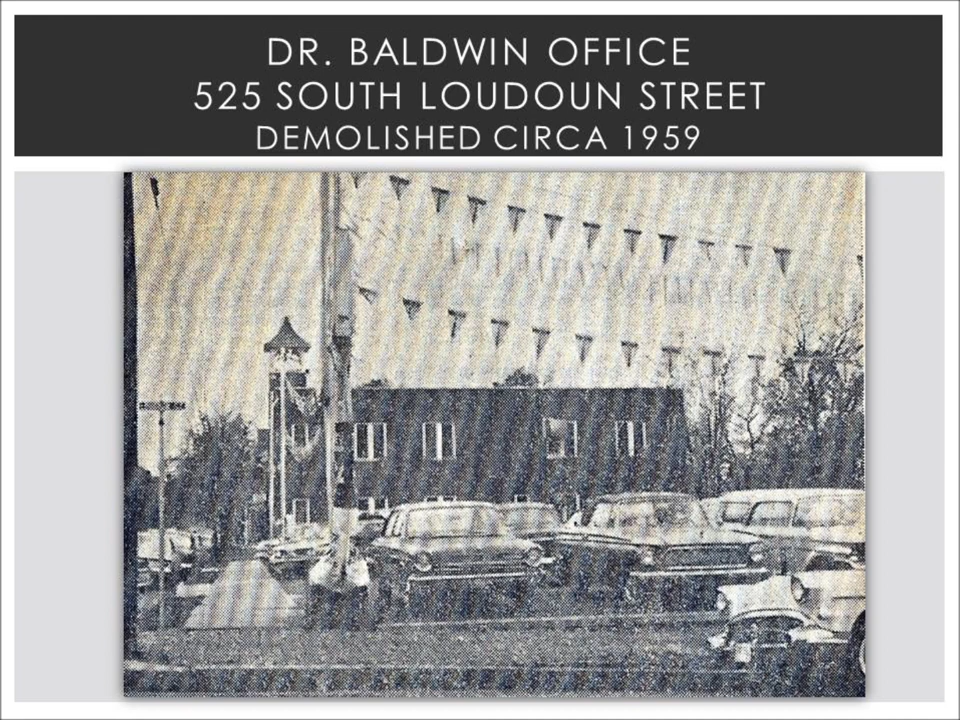 DR. BALDWIN OFFICE
525 SOUTH LOUDOUN STREET
DEMOLISHED CIRCA 1959